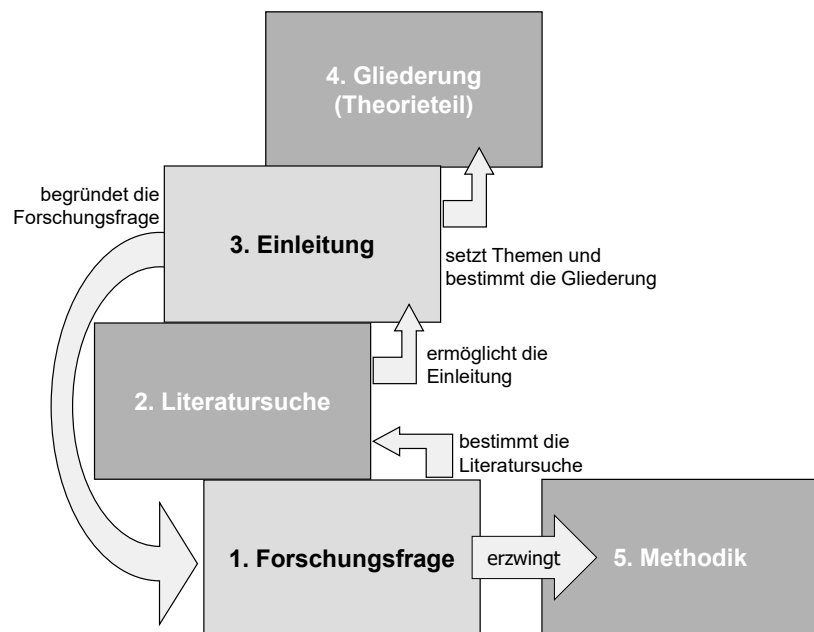 4. Gliederung
(Theorieteil)
begründet die
Forschungsfrage
3. Einleitung
setzt Themen und
bestimmt die Gliederung
ermöglicht die
Einleitung
2. Literatursuche
bestimmt die
Literatursuche
1. Forschungsfrage
erzwingt
5. Methodik